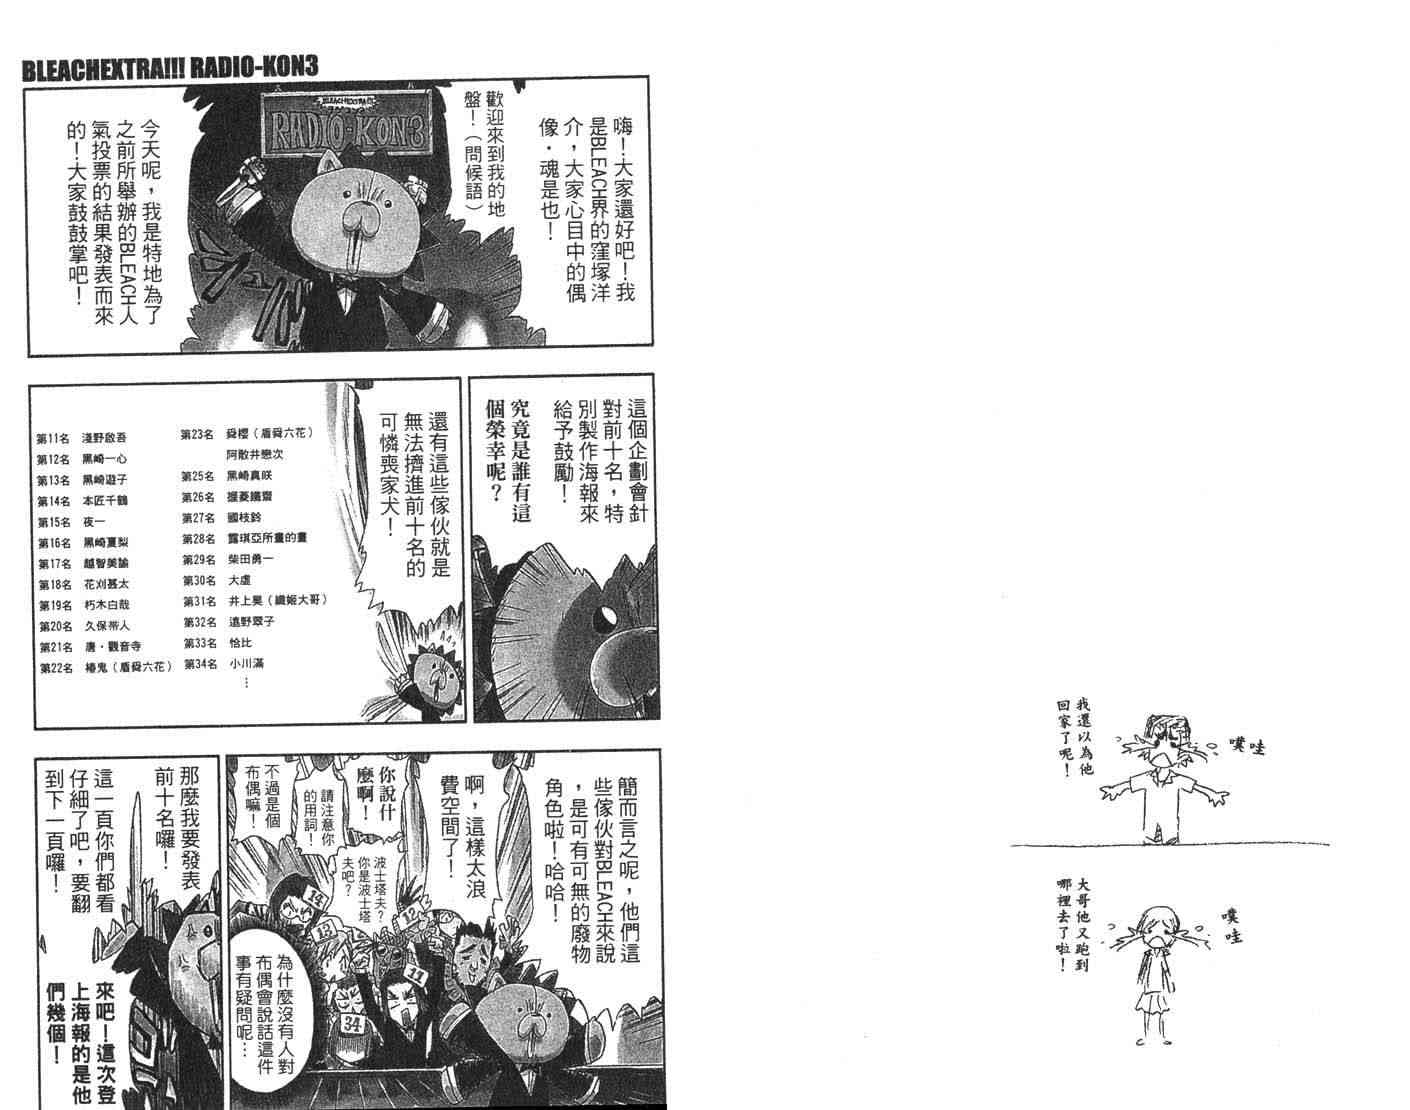 BLEACHEXTRA!!! RADIO-KON3
嗨！大家還好吧！我
是BLEACH界的窪塚洋
介，大家心目中的偶
像・魂是也！
歡迎來到我的地
盤！（問候語）
BLEACHEXTRA!!!
RADIO-KON3
今天呢，我是特地為了
之前所舉辦的BLEACH人
氣投票的結果發表而來
的！大家鼓鼓掌吧！
這個企劃會針
對前十名，特
別製作海報來
給予鼓勵！
究竟是誰有這
個榮幸呢？
還有這些傢伙就是
無法擠進前十名的
可憐喪家犬！
第11名 淺野啟吾
第12名 黑崎一心
第13名 黑崎遊子
第14名 本匠千鶴
第15名 夜一
第16名 黑崎夏梨
第17名 越智美諭
第18名 花刈甚太
第19名 朽木白哉
第20名 久保帯人
第21名 唐・觀音寺
第22名 椿鬼（盾舜六花）
第23名 舜櫻（盾舜六花）
阿散井戀次
第25名 黑崎真咲
第26名 握菱鐵齋
第27名 國枝鈴
第28名 露琪亞所畫的畫
第29名 柴田勇一
第30名 大虛
第31名 井上昊（織姬大哥）
第32名 遠野翠子
第33名 恰比
第34名 小川滿
⋮
簡而言之呢，他們這
些傢伙對BLEACH來說
，是可有可無的廢物
角色啦！哈哈！
啊，這樣太浪
費空間了！
你說什
麼啊！
請注意你
的用詞！
不過是個
布偶嘛！
波士塔夫？
你是波士塔
夫吧？
14
12
12
11
34
為什麼沒有人對
布偶會說話這件
事有疑問呢…
那麼我要發表
前十名囉！
這一頁你們都看
仔細了吧，要翻
到下一頁囉！
來吧！這次登
上海報的是他
們幾個！
我還以為他
回家了呢！
噗哇
大哥他又跑到
哪裡去了啦！
噗哇